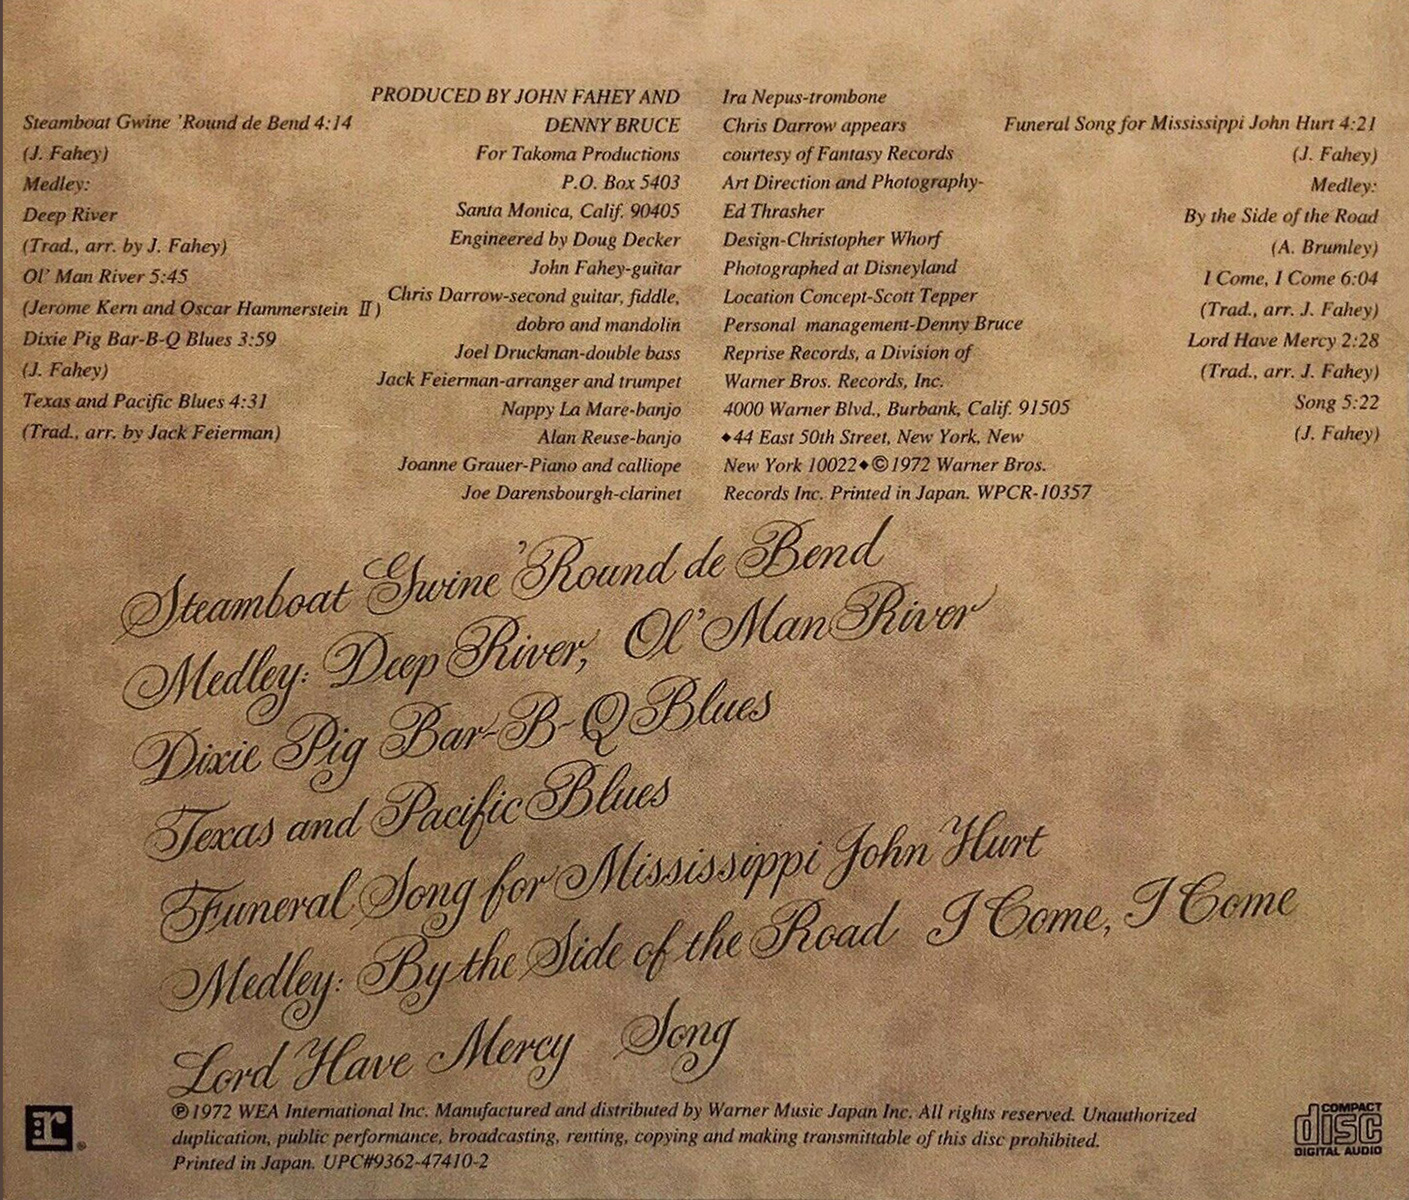 Steamboat Gwine 'Round de Bend 4:14
(J. Fahey)
Medley:
Deep River
(Trad., arr. by J. Fahey)
Ol' Man River 5:45
(Jerome Kern and Oscar Hammerstein II)
Dixie Pig Bar-B-Q Blues 3:59
(J. Fahey)
Texas and Pacific Blues 4:31
(Trad., arr. by Jack Feierman)
PRODUCED BY JOHN FAHEY AND
DENNY BRUCE
For Takoma Productions
P.O. Box 5403
Santa Monica, Calif. 90405
Engineered by Doug Decker
John Fahey-guitar
Chris Darrow-second guitar, fiddle,
dobro and mandolin
Joel Druckman-double bass
Jack Feierman-arranger and trumpet
Nappy La Mare-banjo
Alan Reuse-banjo
Joanne Grauer-Piano and calliope
Joe Darensbourgh-clarinet
Ira Nepus-trombone
Chris Darrow appears
courtesy of Fantasy Records
Art Direction and Photography-
Ed Thrasher
Design-Christopher Whorf
Photographed at Disneyland
Location Concept-Scott Tepper
Personal management-Denny Bruce
Reprise Records, a Division of
Warner Bros. Records, Inc.
4000 Warner Blvd., Burbank, Calif. 91505
◆44 East 50th Street, New York, New
New York 10022◆©1972 Warner Bros.
Records Inc. Printed in Japan. WPCR-10357
Funeral Song for Mississippi John Hurt 4:21
(J. Fahey)
Medley:
By the Side of the Road
(A. Brumley)
I Come, I Come 6:04
(Trad., arr. J. Fahey)
Lord Have Mercy 2:28
(Trad., arr. J. Fahey)
Song 5:22
(J. Fahey)
Steamboat Gwine 'Round de Bend
Medley: Deep River, Ol' Man River
Dixie Pig Bar-B-Q Blues
Texas and Pacific Blues
Funeral Song for Mississippi John Hurt
Medley: By the Side of the Road I Come, I Come
Lord Have Mercy Song
℗1972 WEA International Inc. Manufactured and distributed by Warner Music Japan Inc. All rights reserved. Unauthorized
duplication, public performance, broadcasting, renting, copying and making transmittable of this disc prohibited.
Printed in Japan. UPC#9362-47410-2
r®
COMPACT
disc
DIGITAL AUDIO